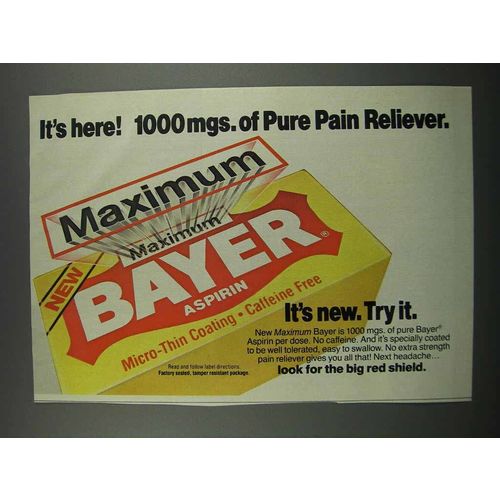 It's here! 1000 mgs. of Pure Pain Reliever.
Maximum
Maximum
NEW
BAYER®
ASPIRIN
Micro-Thin Coating • Caffeine Free
It's new. Try it.
New Maximum Bayer is 1000 mgs. of pure Bayer®
Aspirin per dose. No caffeine. And it's specially coated
to be well tolerated, easy to swallow. No extra strength
pain reliever gives you all that! Next headache...
look for the big red shield.
Read and follow label directions.
Factory sealed, tamper resistant package.